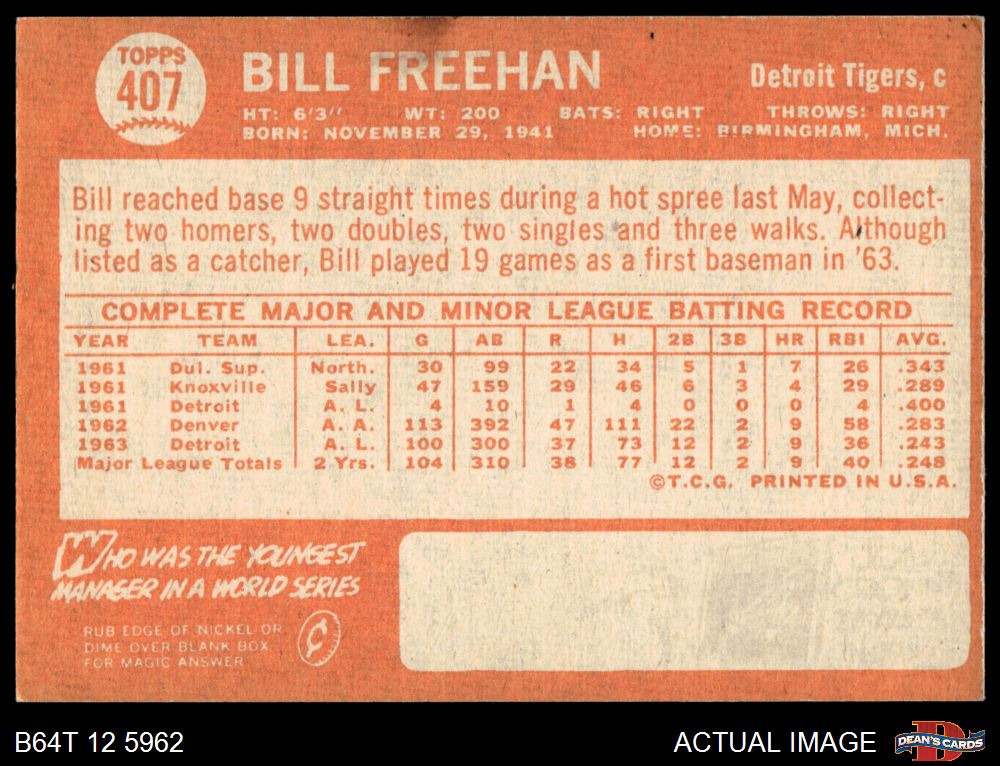 TOPPS
407
BILL FREEHAN
Detroit Tigers, c
HT: 6'3" WT: 200 BATS: RIGHT THROWS: RIGHT
BORN: NOVEMBER 29, 1941 HOME: BIRMINGHAM, MICH.
Bill reached base 9 straight times during a hot spree last May, collect-
ing two homers, two doubles, two singles and three walks. Although
listed as a catcher, Bill played 19 games as a first baseman in '63.
COMPLETE MAJOR AND MINOR LEAGUE BATTING RECORD
YEAR TEAM LEA. G AB R H 2B 3B HR RBI AVG.
1961 Dul. Sup. North. 30 99 22 34 5 1 7 26 .343
1961 Knoxville Sally 47 159 29 46 6 3 4 29 .289
1961 Detroit A. L. 4 10 1 4 0 0 0 4 .400
1962 Denver A. A. 113 392 47 111 22 2 9 58 .283
1963 Detroit A. L. 100 300 37 73 12 2 9 36 .243
Major League Totals 2 Yrs. 104 310 38 77 12 2 9 40 .248
©T.C.G. PRINTED IN U.S.A.
WHO WAS THE YOUNGEST
MANAGER IN A WORLD SERIES
RUB EDGE OF NICKEL OR
DIME OVER BLANK BOX
FOR MAGIC ANSWER
¢
B64T 12 5962
ACTUAL IMAGE
DEAN'S CARDS